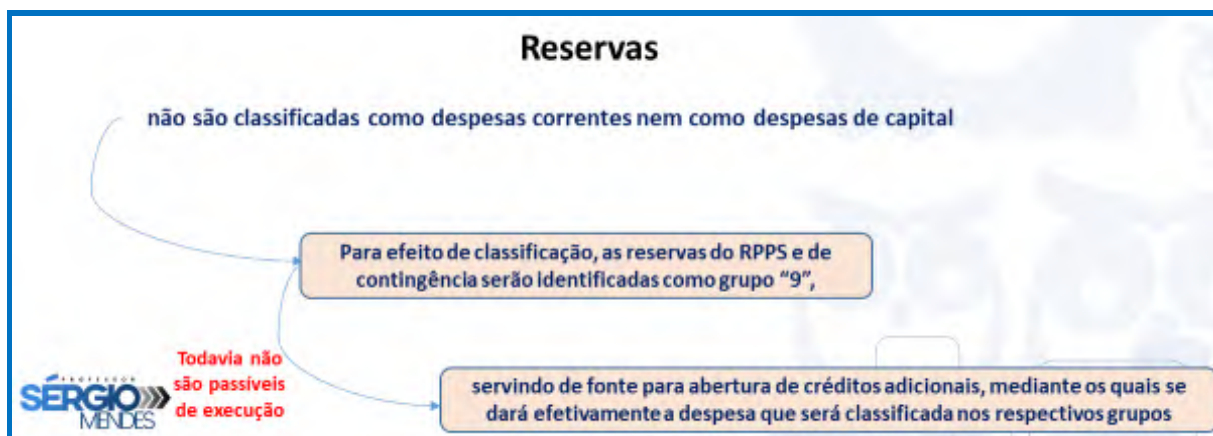 Reservas
não são classificadas como despesas correntes nem como despesas de capital
Para efeito de classificação, as reservas do RPPS e de
contingência serão identificadas como grupo “9”,
Todavia não
são passíveis
de execução
servindo de fonte para abertura de créditos adicionais, mediante os quais se
dará efetivamente a despesa que será classificada nos respectivos grupos
PROFESSOR
SÉRGIO
MENDES